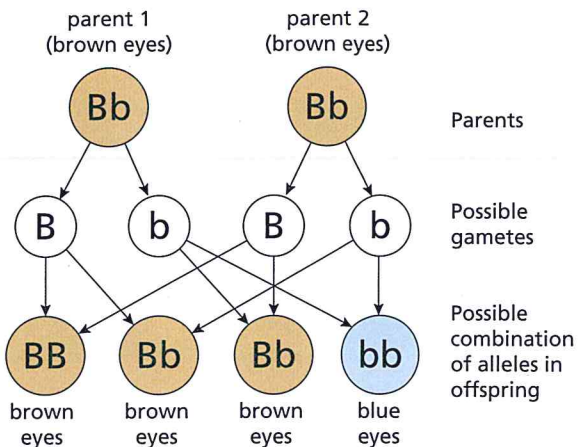 parent 1
(brown eyes)
parent 2
(brown eyes)
Bb
Bb
Parents
B
b
B
b
Possible
gametes
BB
Bb
Bb
bb
Possible
combination
of alleles in
offspring
brown
eyes
brown
eyes
brown
eyes
blue
eyes